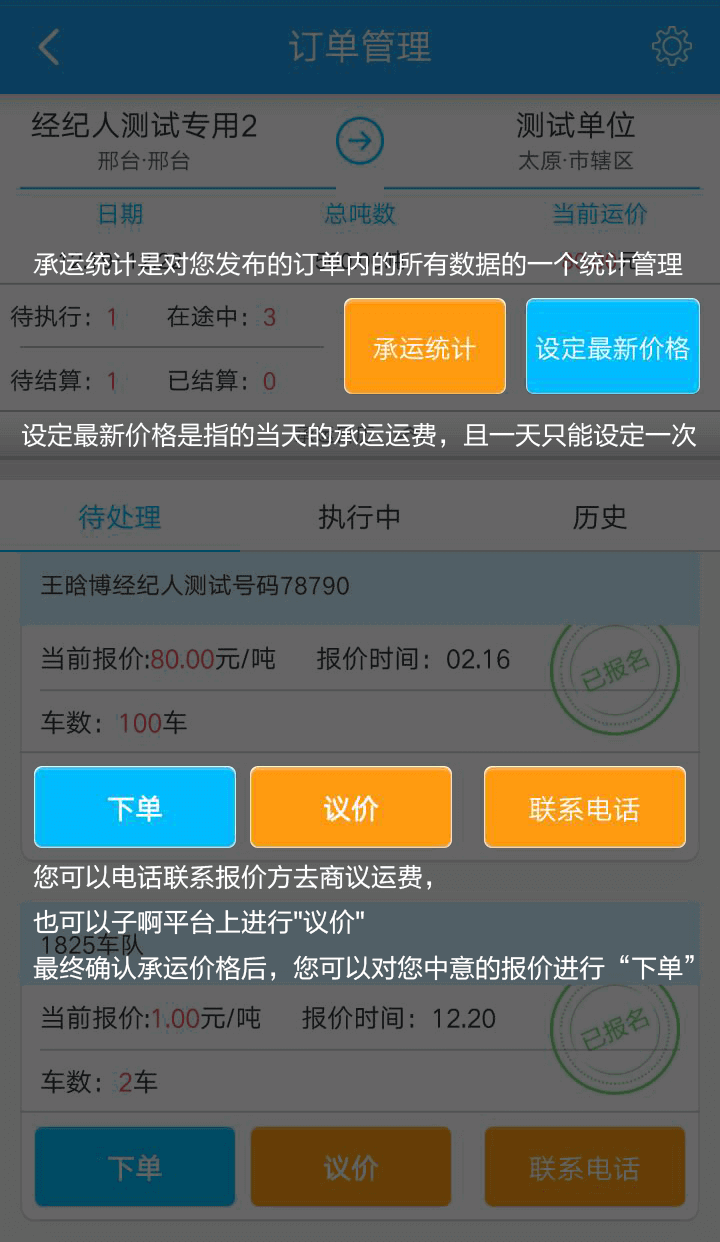 订单管理
经纪人测试专用2
测试单位
邢台·邢台
太原·市辖区
日期
总吨数
当前运价
承运统计是对您发布的订单内的所有数据的一个统计管理
待执行：1
在途中：3
承运统计
设定最新价格
待结算：1
已结算：0
设定最新价格是指的当天的承运运费，且一天只能设定一次
待处理
执行中
历史
王晗博经纪人测试号码78790
当前报价:80.00元/吨
报价时间：02.16
已报名
车数：100车
下单
议价
联系电话
您可以电话联系报价方去商议运费，
也可以子啊平台上进行"议价"
1825车队
最终确认承运价格后，您可以对您中意的报价进行“下单”
当前报价:1.00元/吨
报价时间：12.20
已报名
车数：2车
下单
议价
联系电话